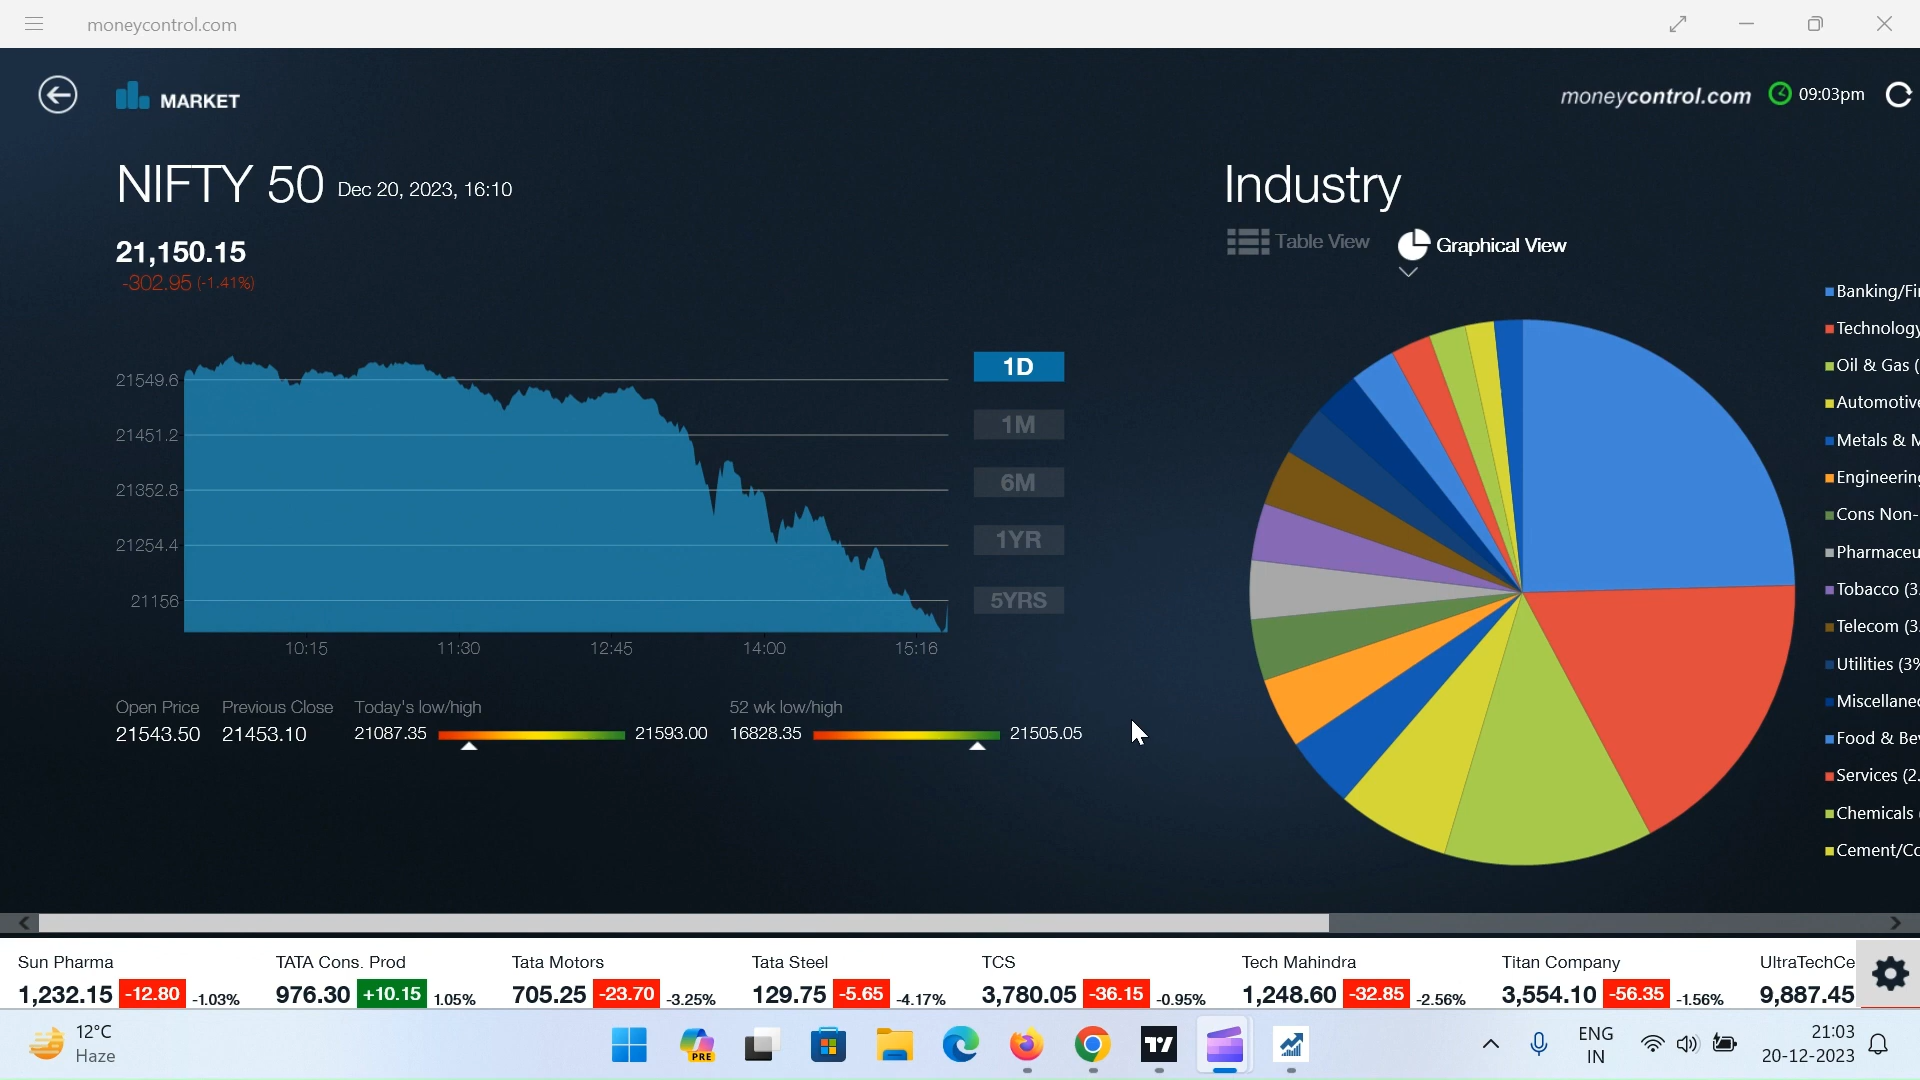 moneycontrol.com
MARKET
moneycontrol.com 09:03pm
NIFTY 50 Dec 20, 2023, 16:10
21,150.15
-302.95 (-1.41%)
21549.6
21451.2
21352.8
21254.4
21156
10:15 11:30 12:45 14:00 15:16
1D
1M
6M
1YR
5YRS
Open Price Previous Close Today's low/high 52 wk low/high
21543.50 21453.10 21087.35 21593.00 16828.35 21505.05
Industry
Table View Graphical View
Banking/Fi
Technology
Oil & Gas (
Automotive
Metals & M
Engineering
Cons Non-
Pharmaceu
Tobacco (3.
Telecom (3.
Utilities (3%
Miscellane
Food & Bev
Services (2.
Chemicals
Cement/Co
Sun Pharma TATA Cons. Prod Tata Motors Tata Steel TCS Tech Mahindra Titan Company UltraTechCe
1,232.15 -12.80 -1.03% 976.30 +10.15 1.05% 705.25 -23.70 -3.25% 129.75 -5.65 -4.17% 3,780.05 -36.15 -0.95% 1,248.60 -32.85 -2.56% 3,554.10 -56.35 -1.56% 9,887.45
12°C
Haze
PRE
ENG
IN
21:03
20-12-2023